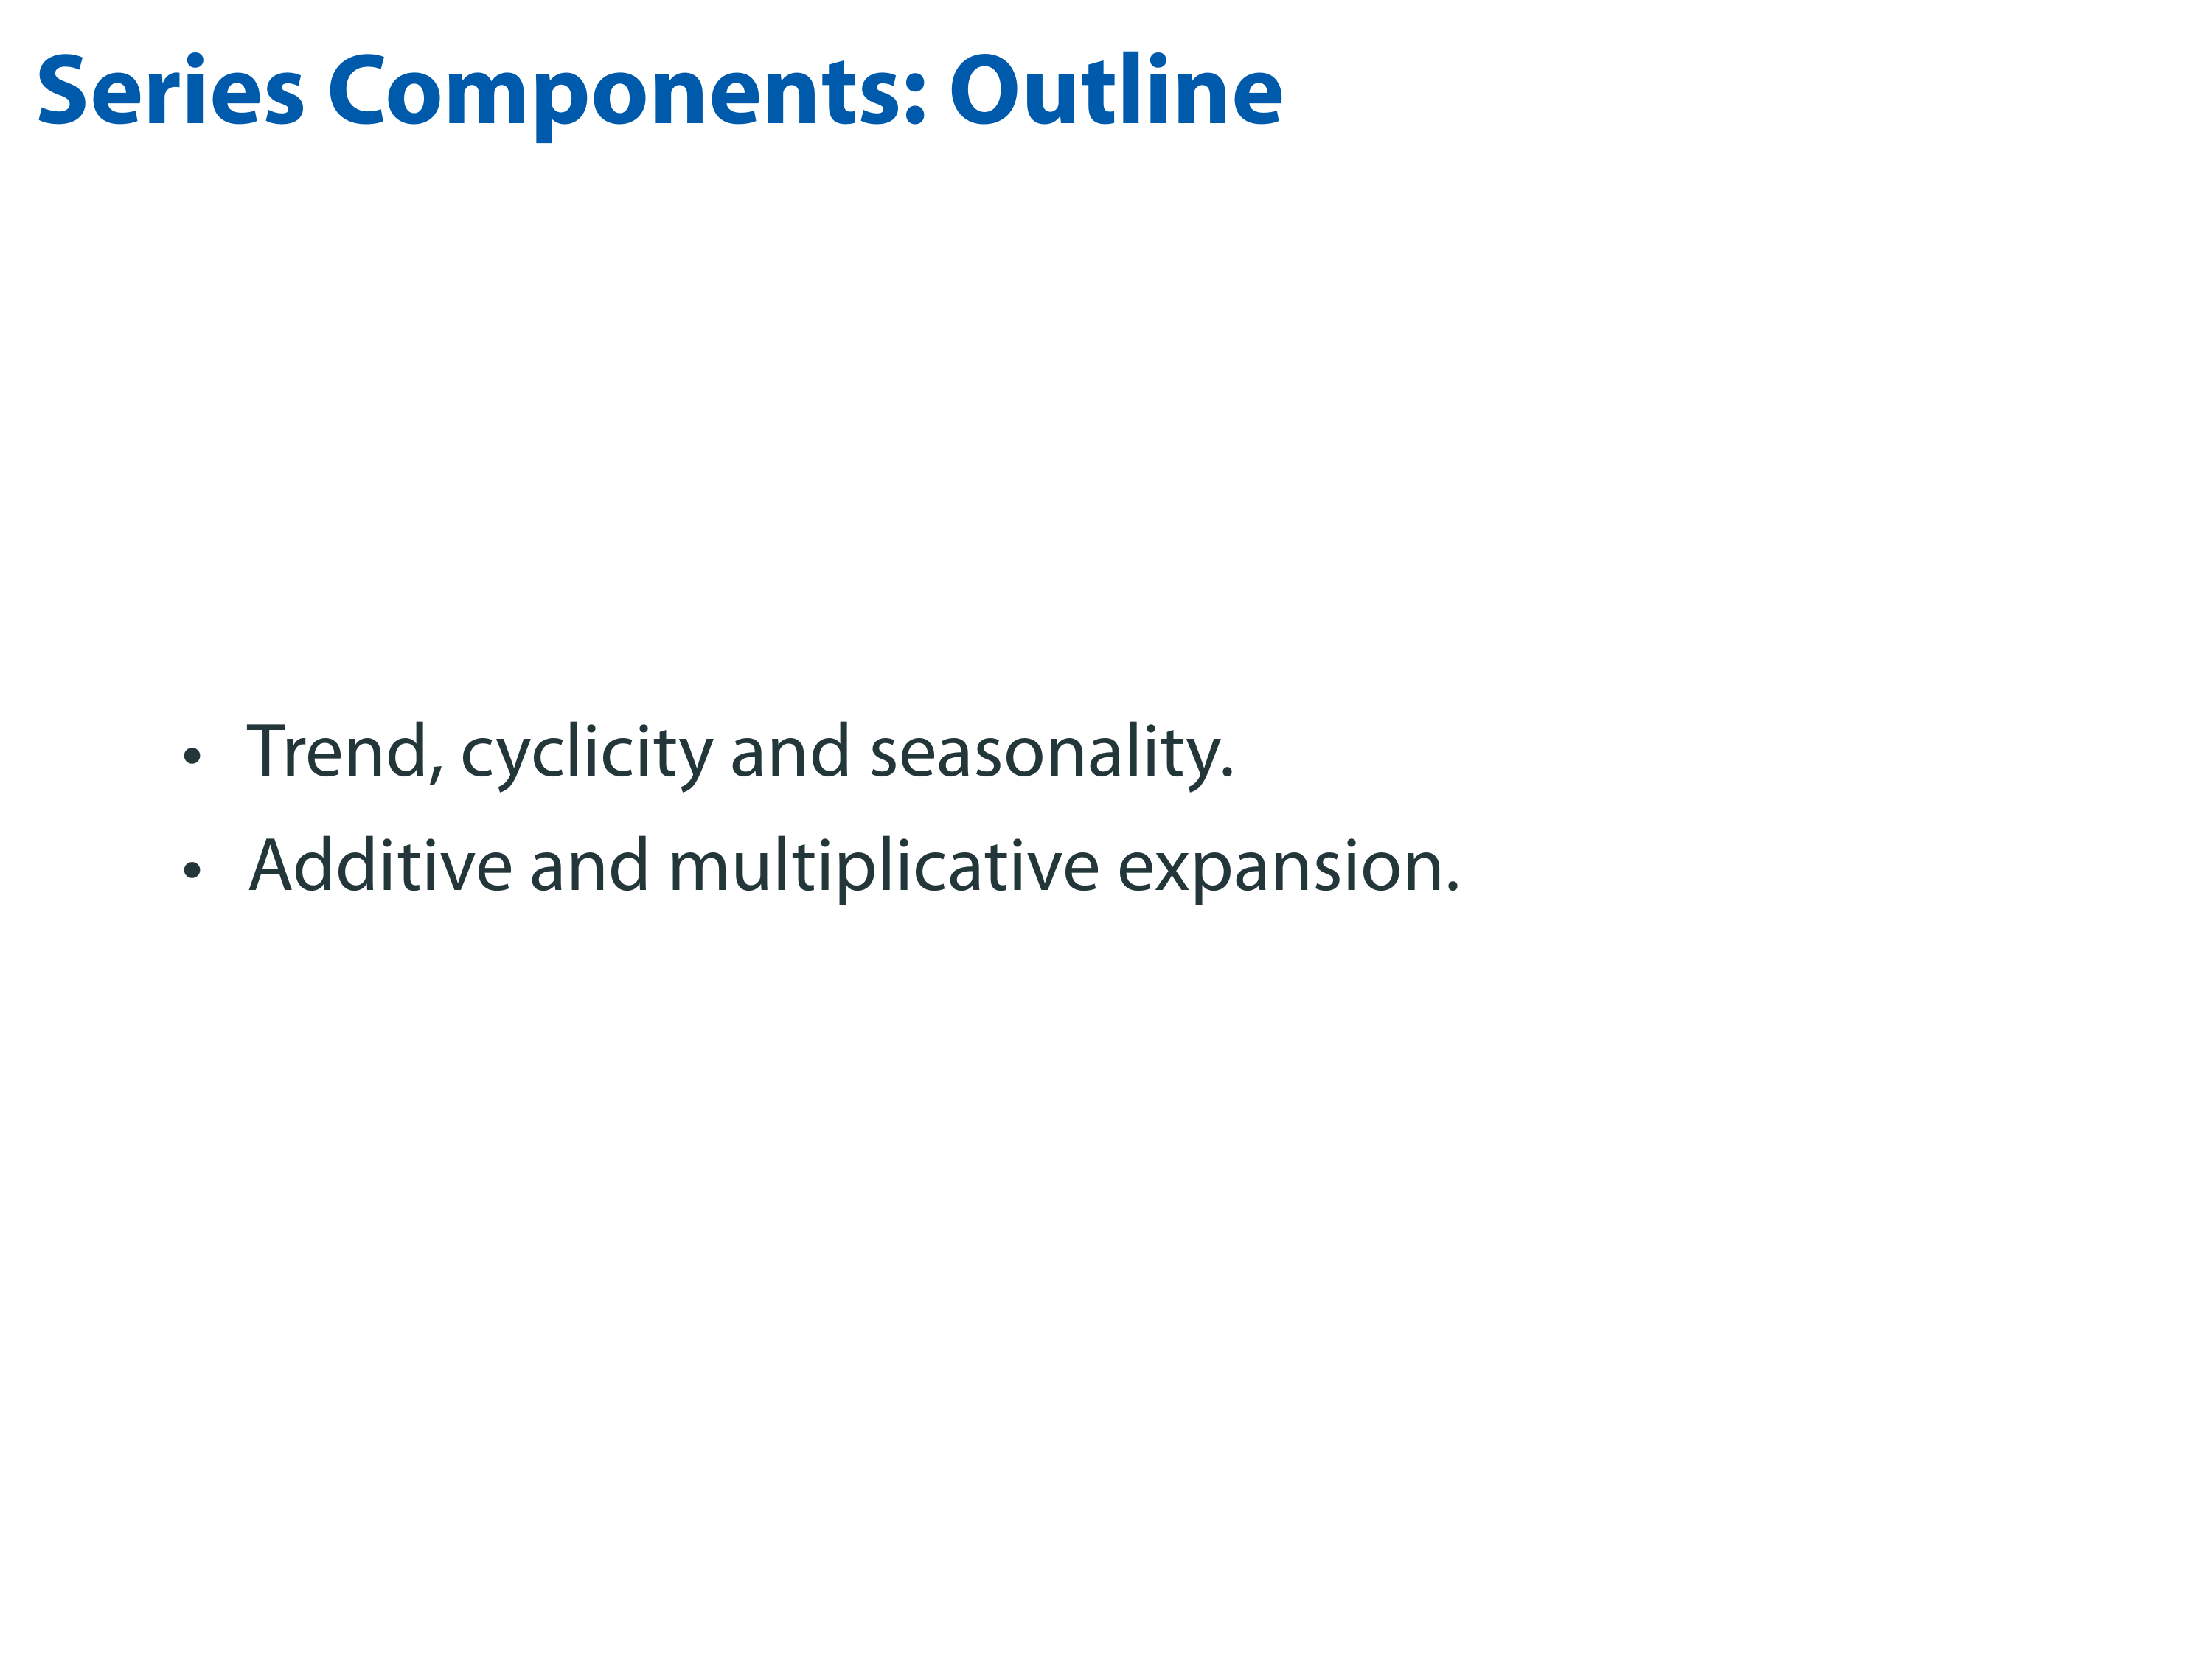 Series Components: Outline
• Trend, cyclicity and seasonality.
• Additive and multiplicative expansion.